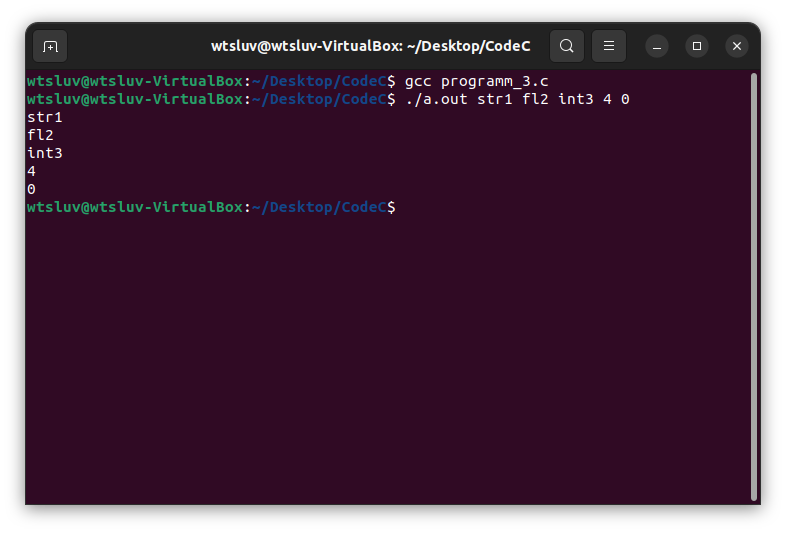 wtsluv@wtsluv-VirtualBox: ~/Desktop/CodeC
wtsluv@wtsluv-VirtualBox:~/Desktop/CodeC$ gcc programm_3.c
wtsluv@wtsluv-VirtualBox:~/Desktop/CodeC$ ./a.out str1 fl2 int3 4 0
str1
fl2
int3
4
0
wtsluv@wtsluv-VirtualBox:~/Desktop/CodeC$